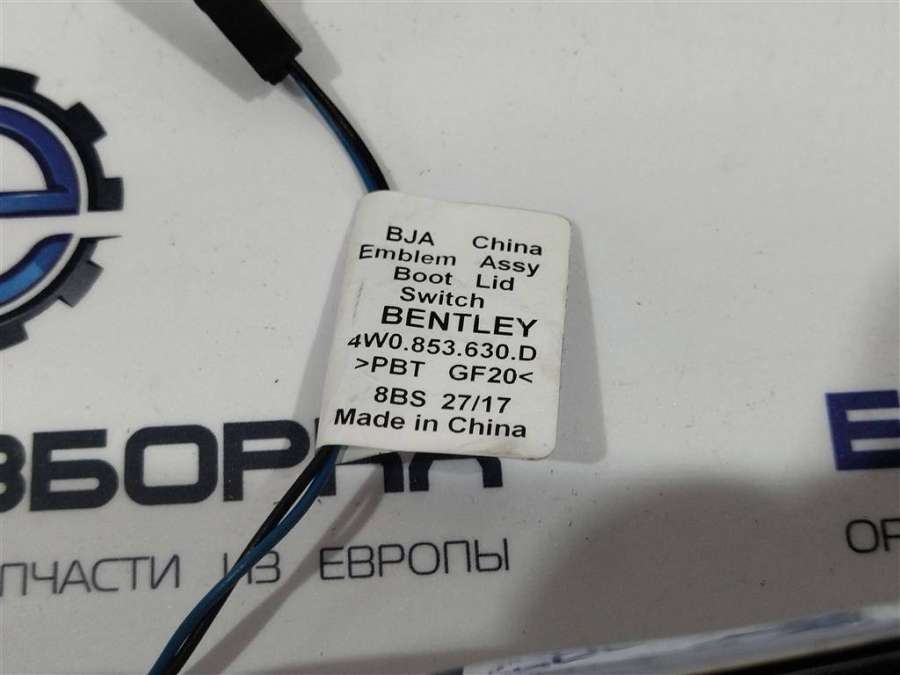 BJA China
Emblem Assy
Boot Lid
Switch
BENTLEY
4W0.853.630.D
>PBT GF20<
8BS 27/17
Made in China
ЗБОРКА
ПЧАСТИ ИЗ ЕВРОПЫ